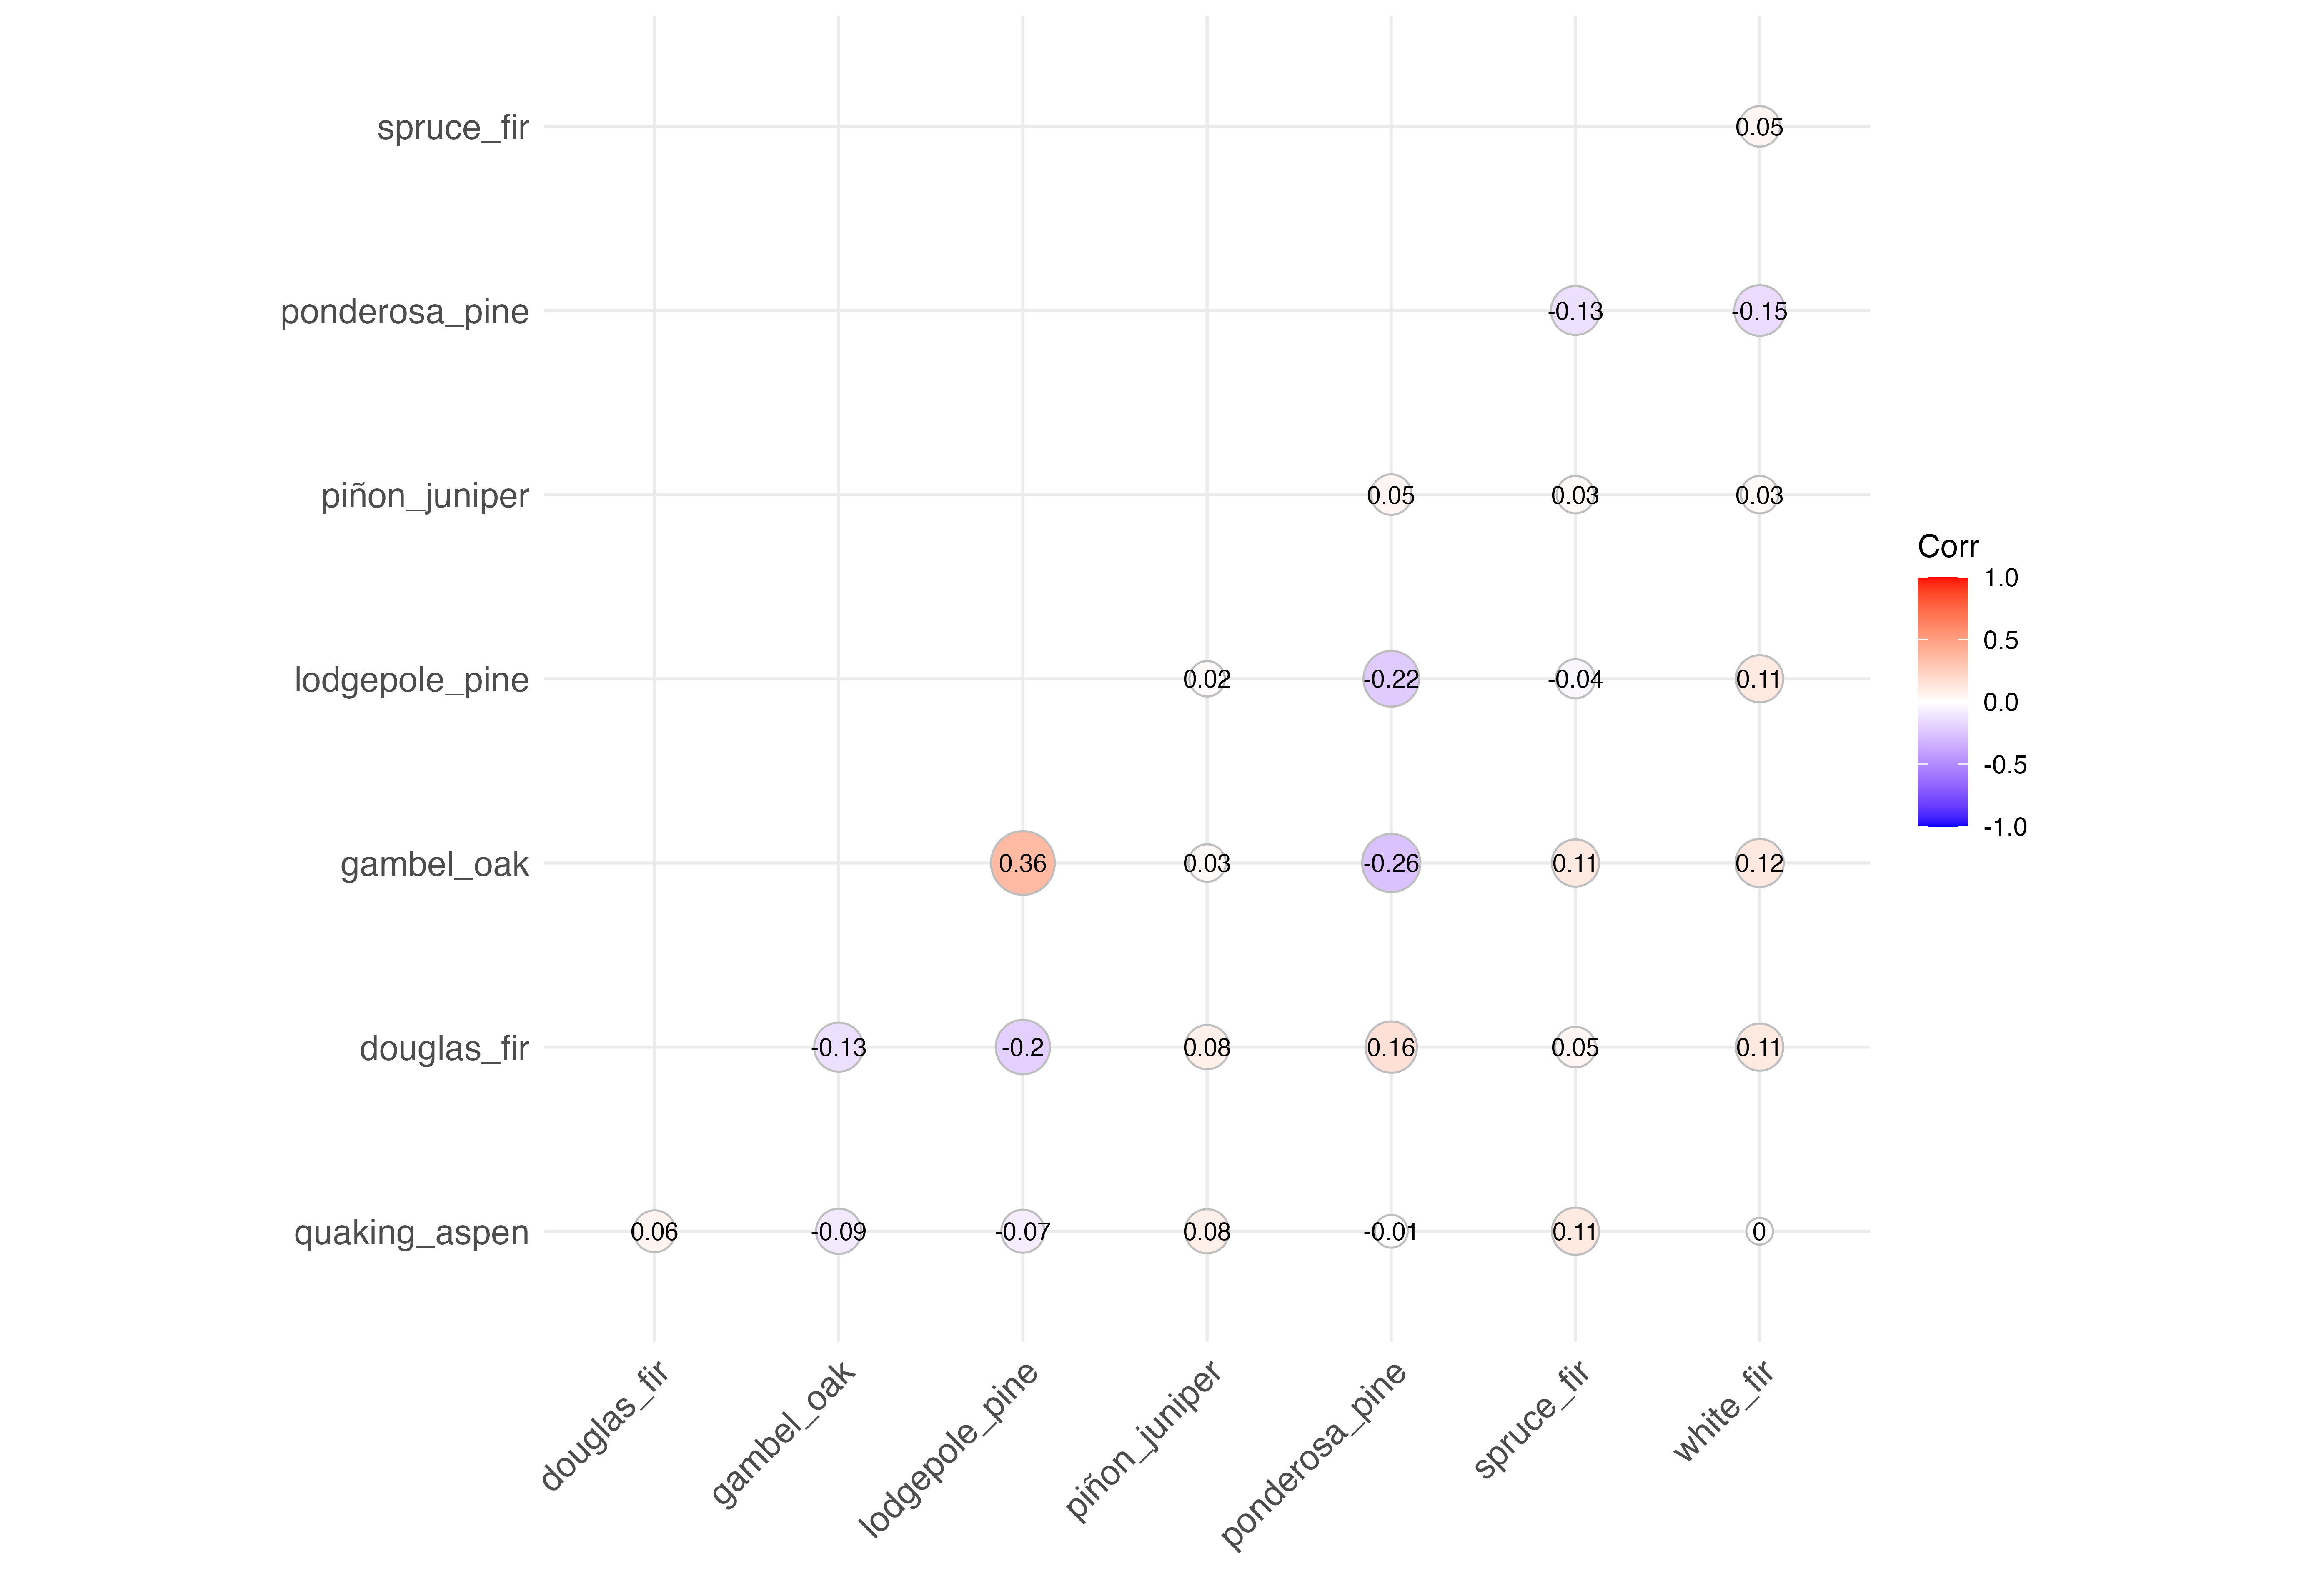 spruce_fir 0.05
ponderosa_pine -0.13 -0.15
piñon_juniper 0.05 0.03 0.03
lodgepole_pine 0.02 -0.22 -0.04 0.11
gambel_oak 0.36 0.03 -0.26 0.11 0.12
douglas_fir -0.13 -0.2 0.08 0.16 0.05 0.11
quaking_aspen 0.06 -0.09 -0.07 0.08 -0.01 0.11 0
douglas_fir gambel_oak lodgepole_pine piñon_juniper ponderosa_pine spruce_fir white_fir
Corr
1.0
0.5
0.0
-0.5
-1.0